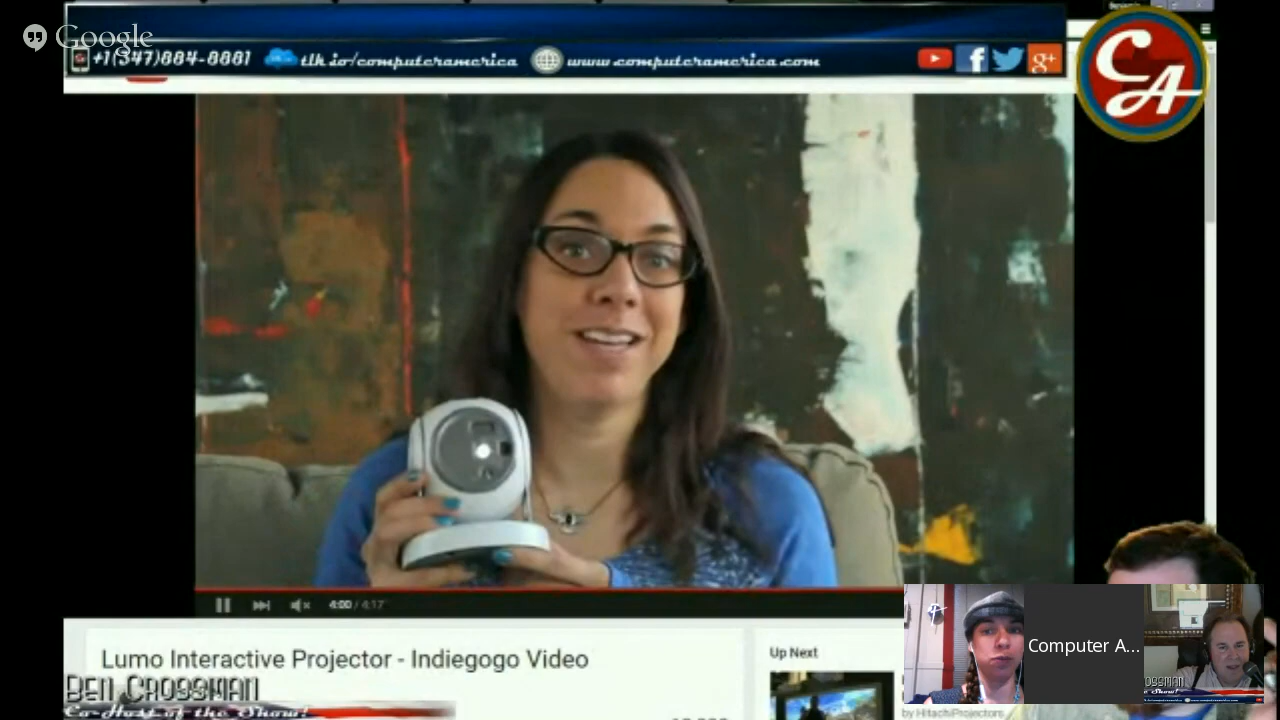 Google
+1(347)884-8881 tlk.io/computeramerica www.computeramerica.com
CA
4:00 / 4:17
Lumo Interactive Projector - Indiegogo Video
Up Next
BEN CROSSMAN
Co-Host of the Show!
Computer A...
by HitachiProjectors